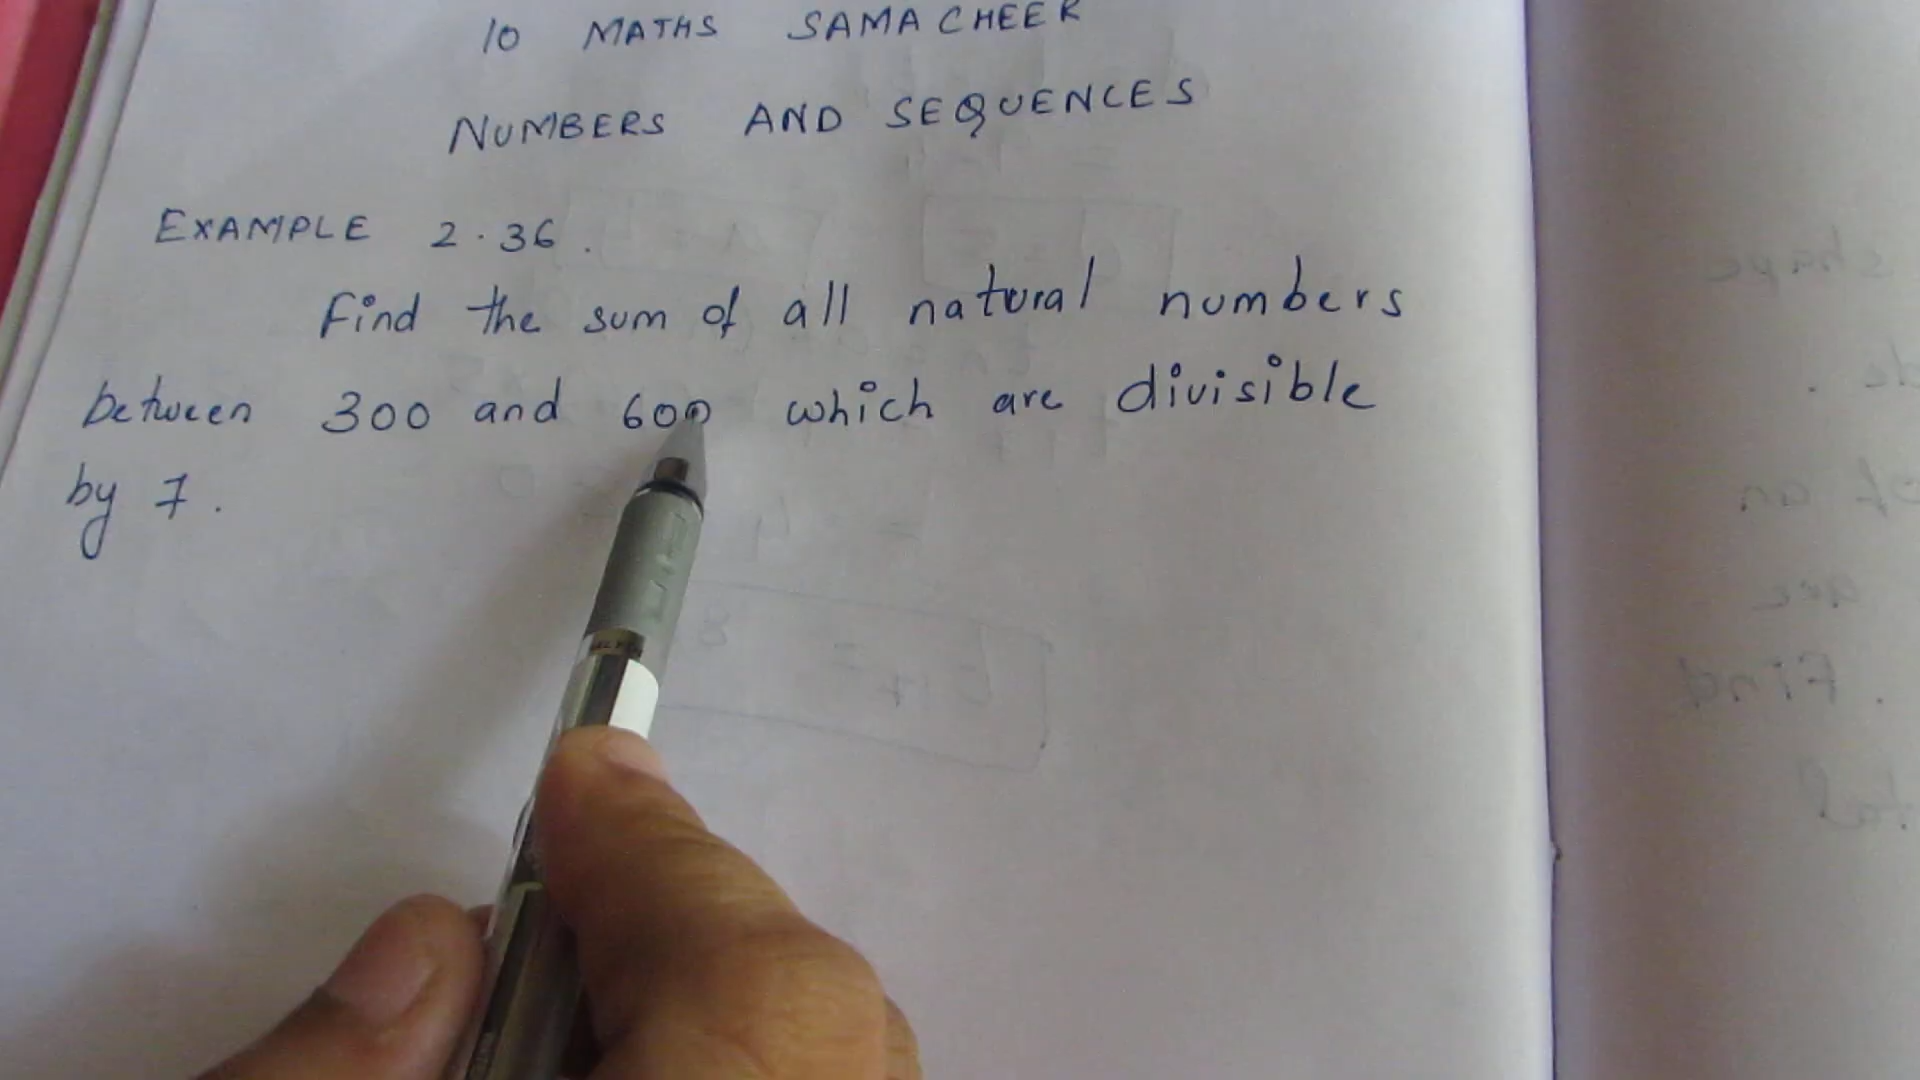 10 MATHS SAMACHEER
NUMBERS AND SEQUENCES
EXAMPLE 2.36.
Find the sum of all natural numbers
between 300 and 600 which are divisible
by 7.